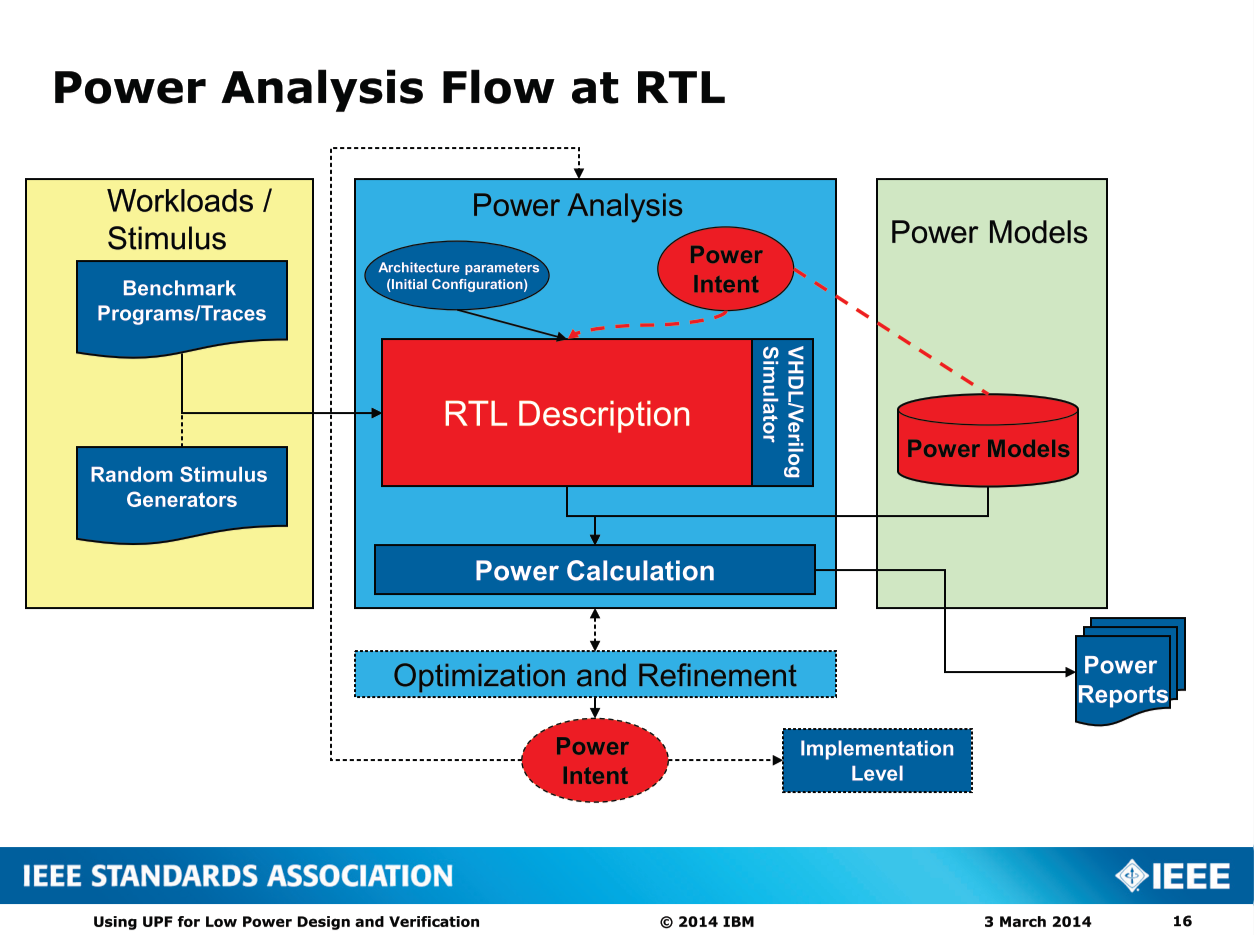 Power Analysis Flow at RTL
Workloads /
Stimulus
Benchmark
Programs/Traces
Random Stimulus
Generators
Power Analysis
Architecture parameters
(Initial Configuration)
Power
Intent
RTL Description
VHDL/Verilog
Simulator
Power Calculation
Power Models
Power Models
Optimization and Refinement
Power
Intent
Implementation
Level
Power
Reports
IEEE STANDARDS ASSOCIATION
IEEE
Using UPF for Low Power Design and Verification
© 2014 IBM
3 March 2014
16